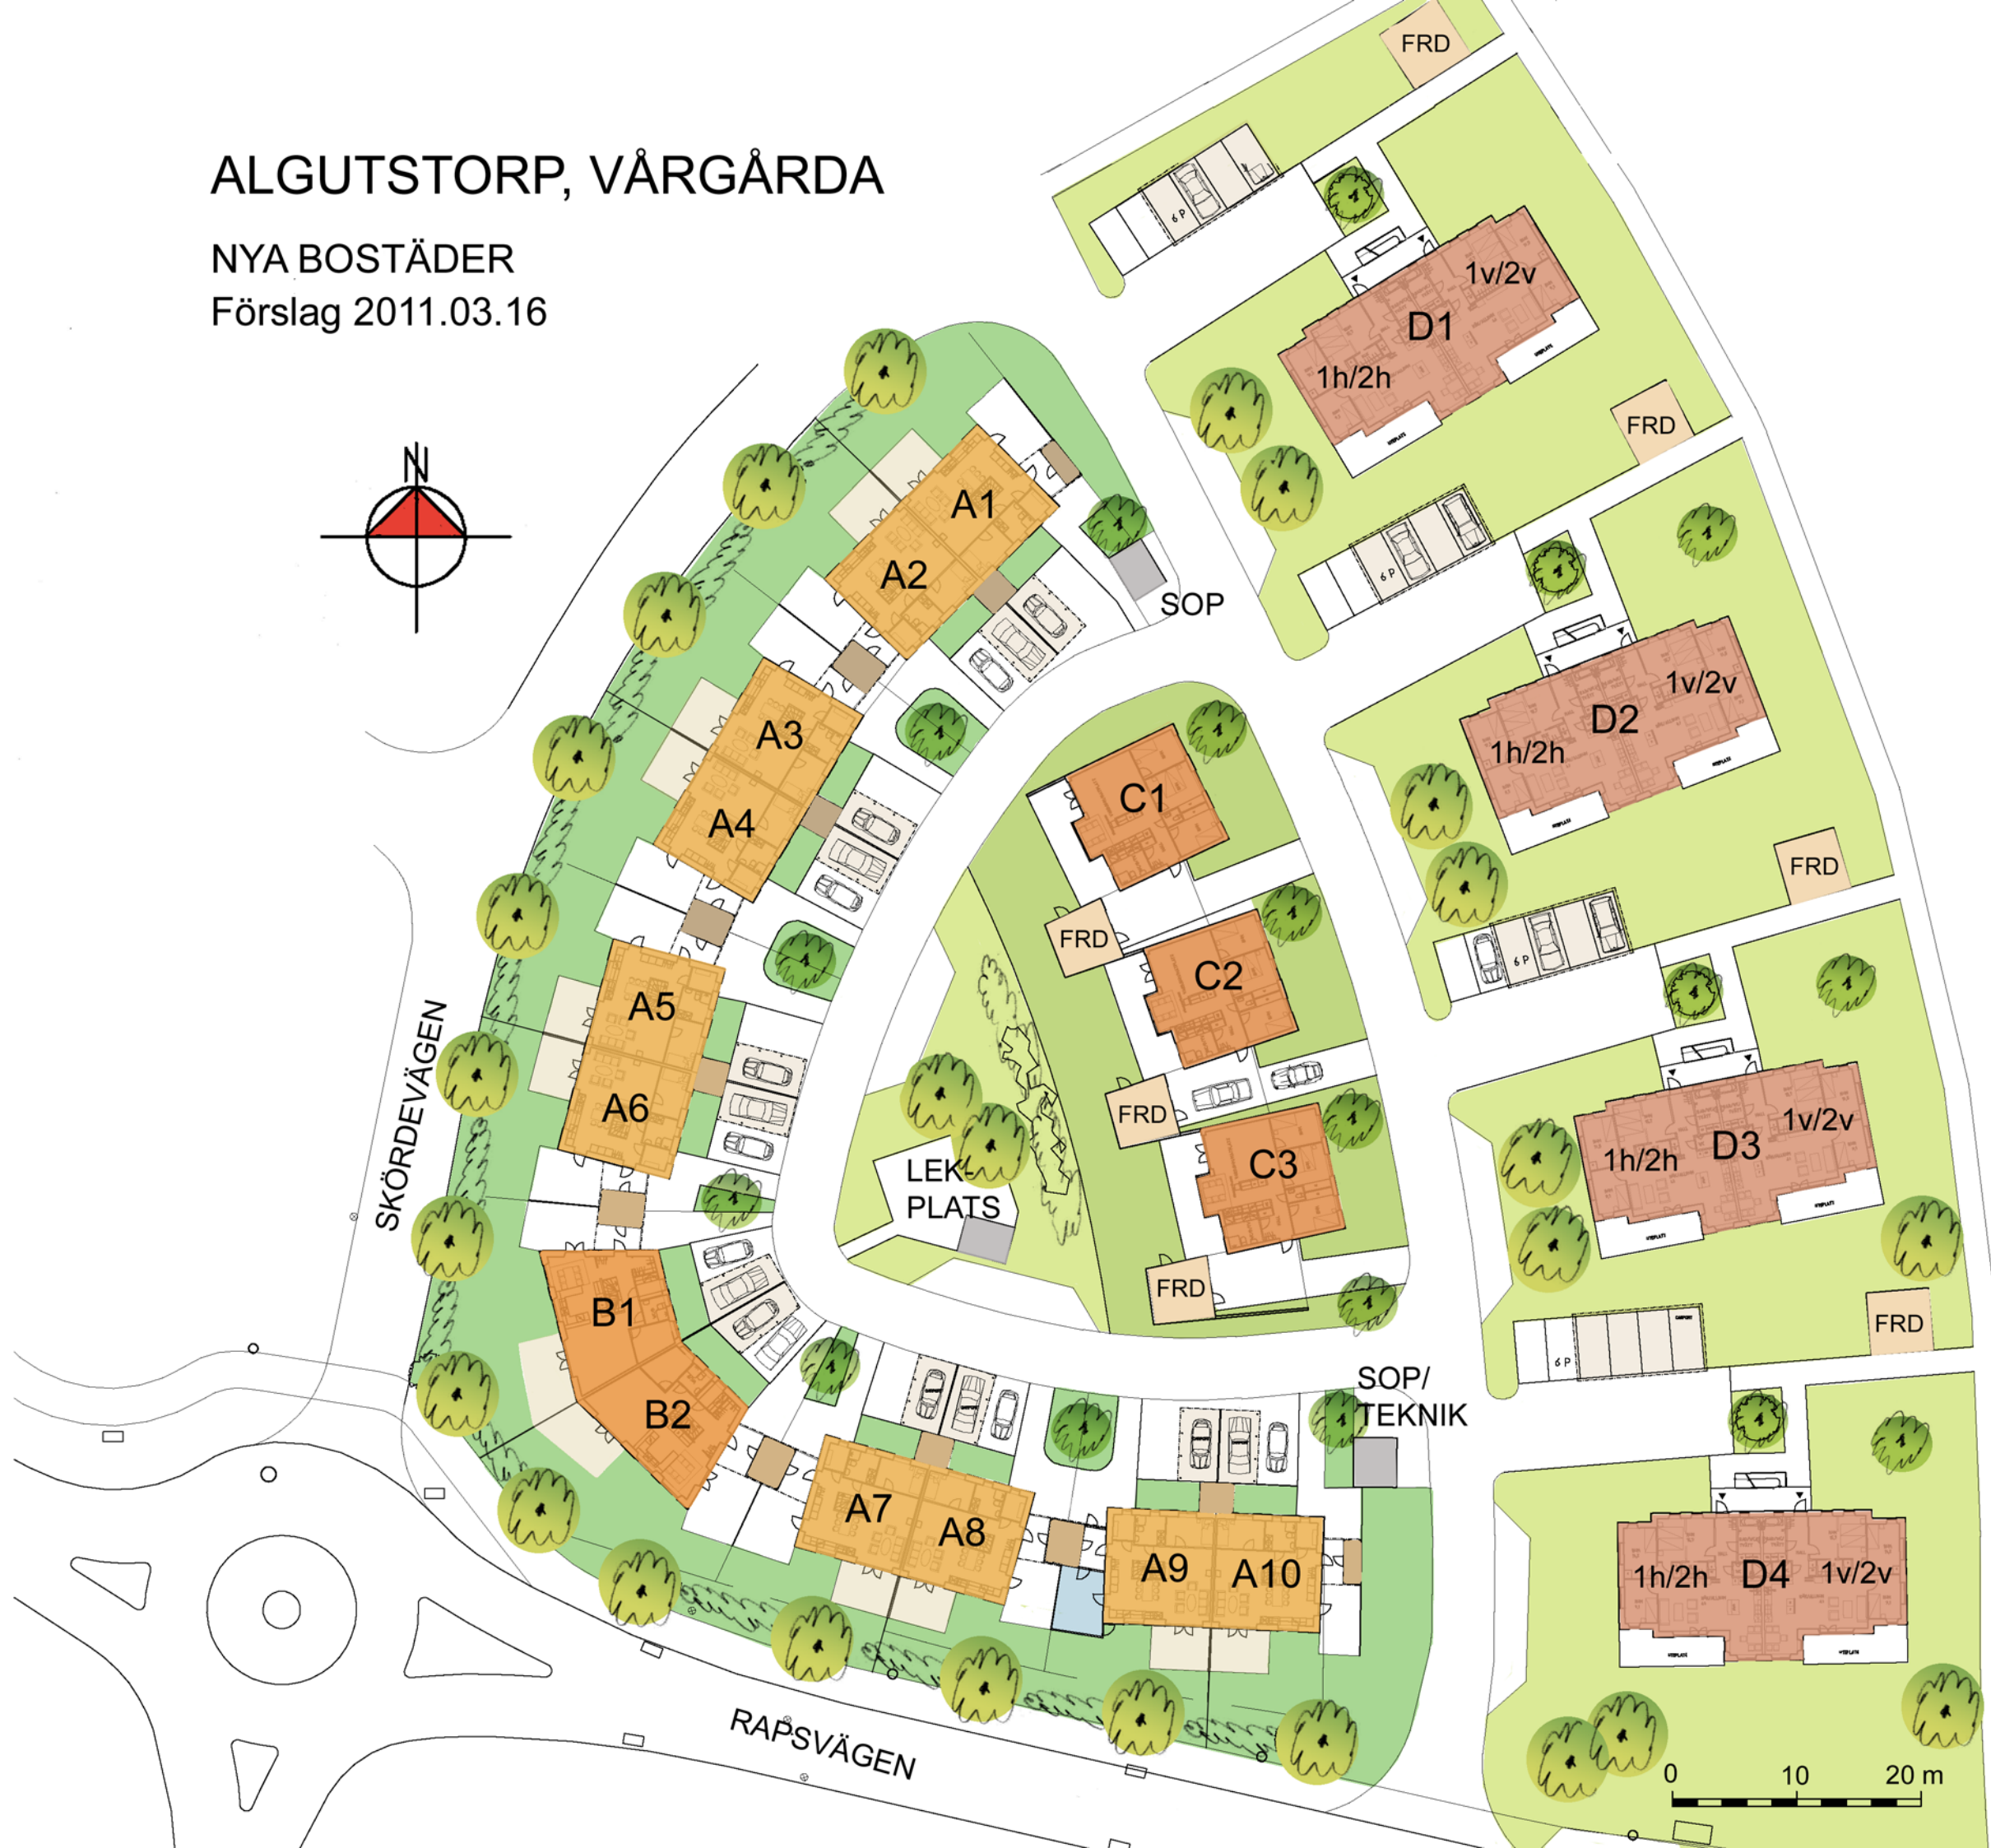 ALGUTSTORP, VÅRGÅRDA
NYA BOSTÄDER
Förslag 2011.03.16
N
FRD
6 P
1v/2v
D1
1h/2h
FRD
A1
A2
SOP
6 P
A3
A4
C1
1v/2v
D2
1h/2h
FRD
FRD
C2
6 P
A5
A6
SKÖRDEVÄGEN
FRD
C3
LEK-
PLATS
1v/2v
D3
1h/2h
FRD
FRD
6 P
B1
B2
SOP/
TEKNIK
A7
A8
A9
A10
1h/2h
D4
1v/2v
RAPSVÄGEN
0 10 20 m